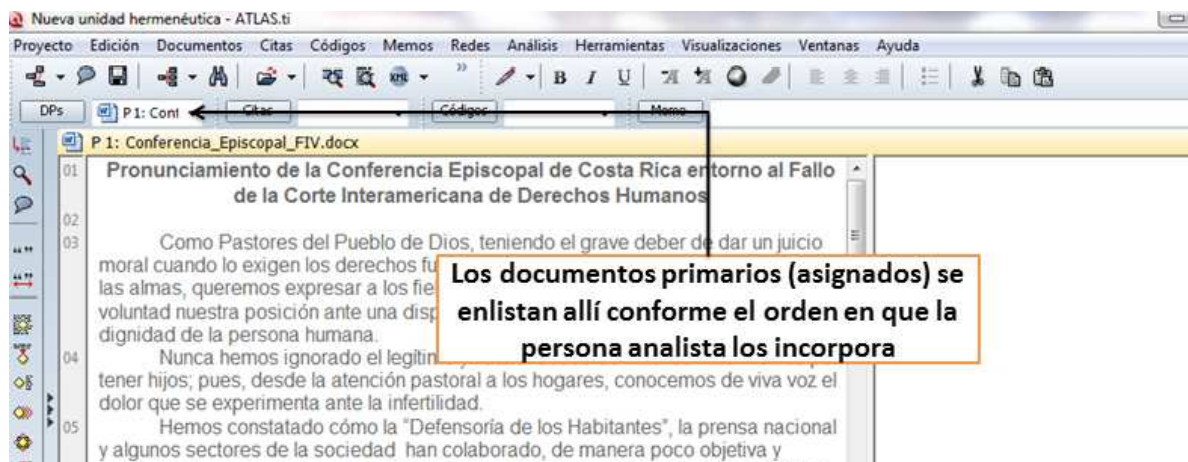 Nueva unidad hermenéutica - ATLAS.ti
Proyecto Edición Documentos Citas Códigos Memos Redes Análisis Herramientas Visualizaciones Ventanas Ayuda
B I U
DPs P 1: Conf Citas Códigos Memo
P 1: Conferencia_Episcopal_FIV.docx
01 Pronunciamiento de la Conferencia Episcopal de Costa Rica entorno al Fallo
de la Corte Interamericana de Derechos Humanos
02
03 Como Pastores del Pueblo de Dios, teniendo el grave deber de dar un juicio
moral cuando lo exigen los derechos
las almas, queremos expresar a los
voluntad nuestra posición ante una
dignidad de la persona humana.
04 Nunca hemos ignorado el
tener hijos; pues, desde la atención pastoral a los hogares, conocemos de viva voz el
dolor que se experimenta ante la infertilidad.
05 Hemos constatado cómo la "Defensoría de los Habitantes", la prensa nacional
y algunos sectores de la sociedad han colaborado, de manera poco objetiva y
Los documentos primarios (asignados) se
enlistan allí conforme el orden en que la
persona analista los incorpora